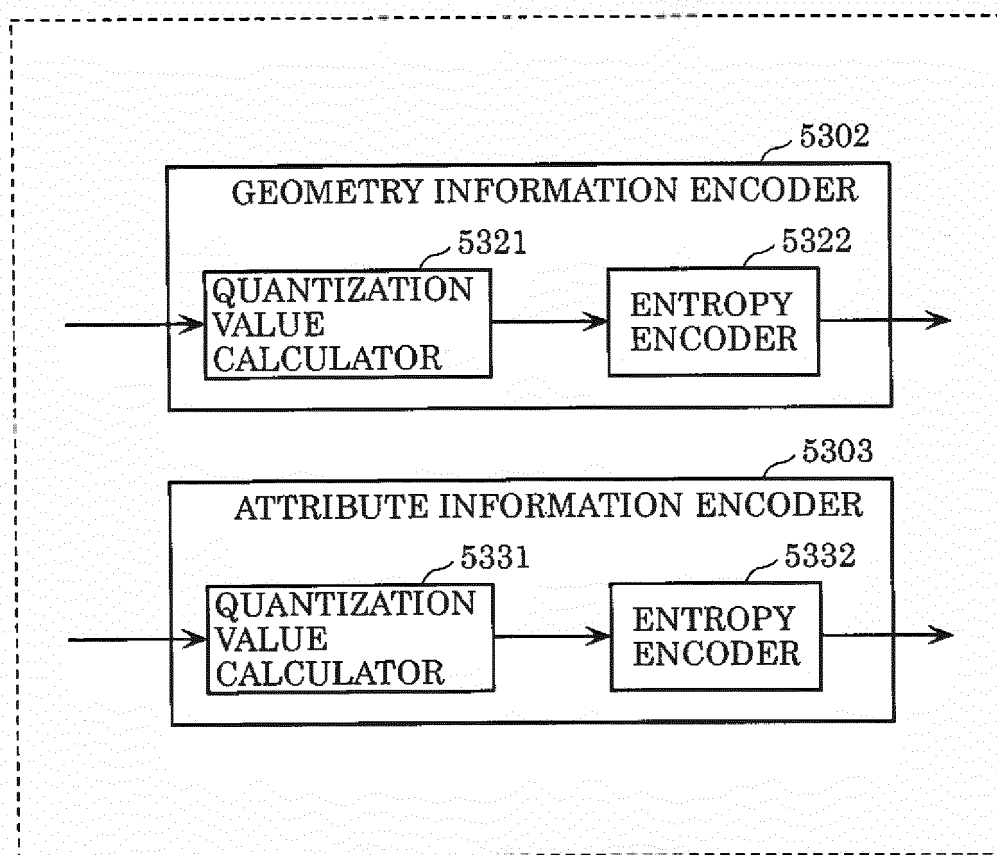 5302
GEOMETRY INFORMATION ENCODER
5321
5322
QUANTIZATION
VALUE
CALCULATOR
ENTROPY
ENCODER
5303
ATTRIBUTE INFORMATION ENCODER
5331
5332
QUANTIZATION
VALUE
CALCULATOR
ENTROPY
ENCODER